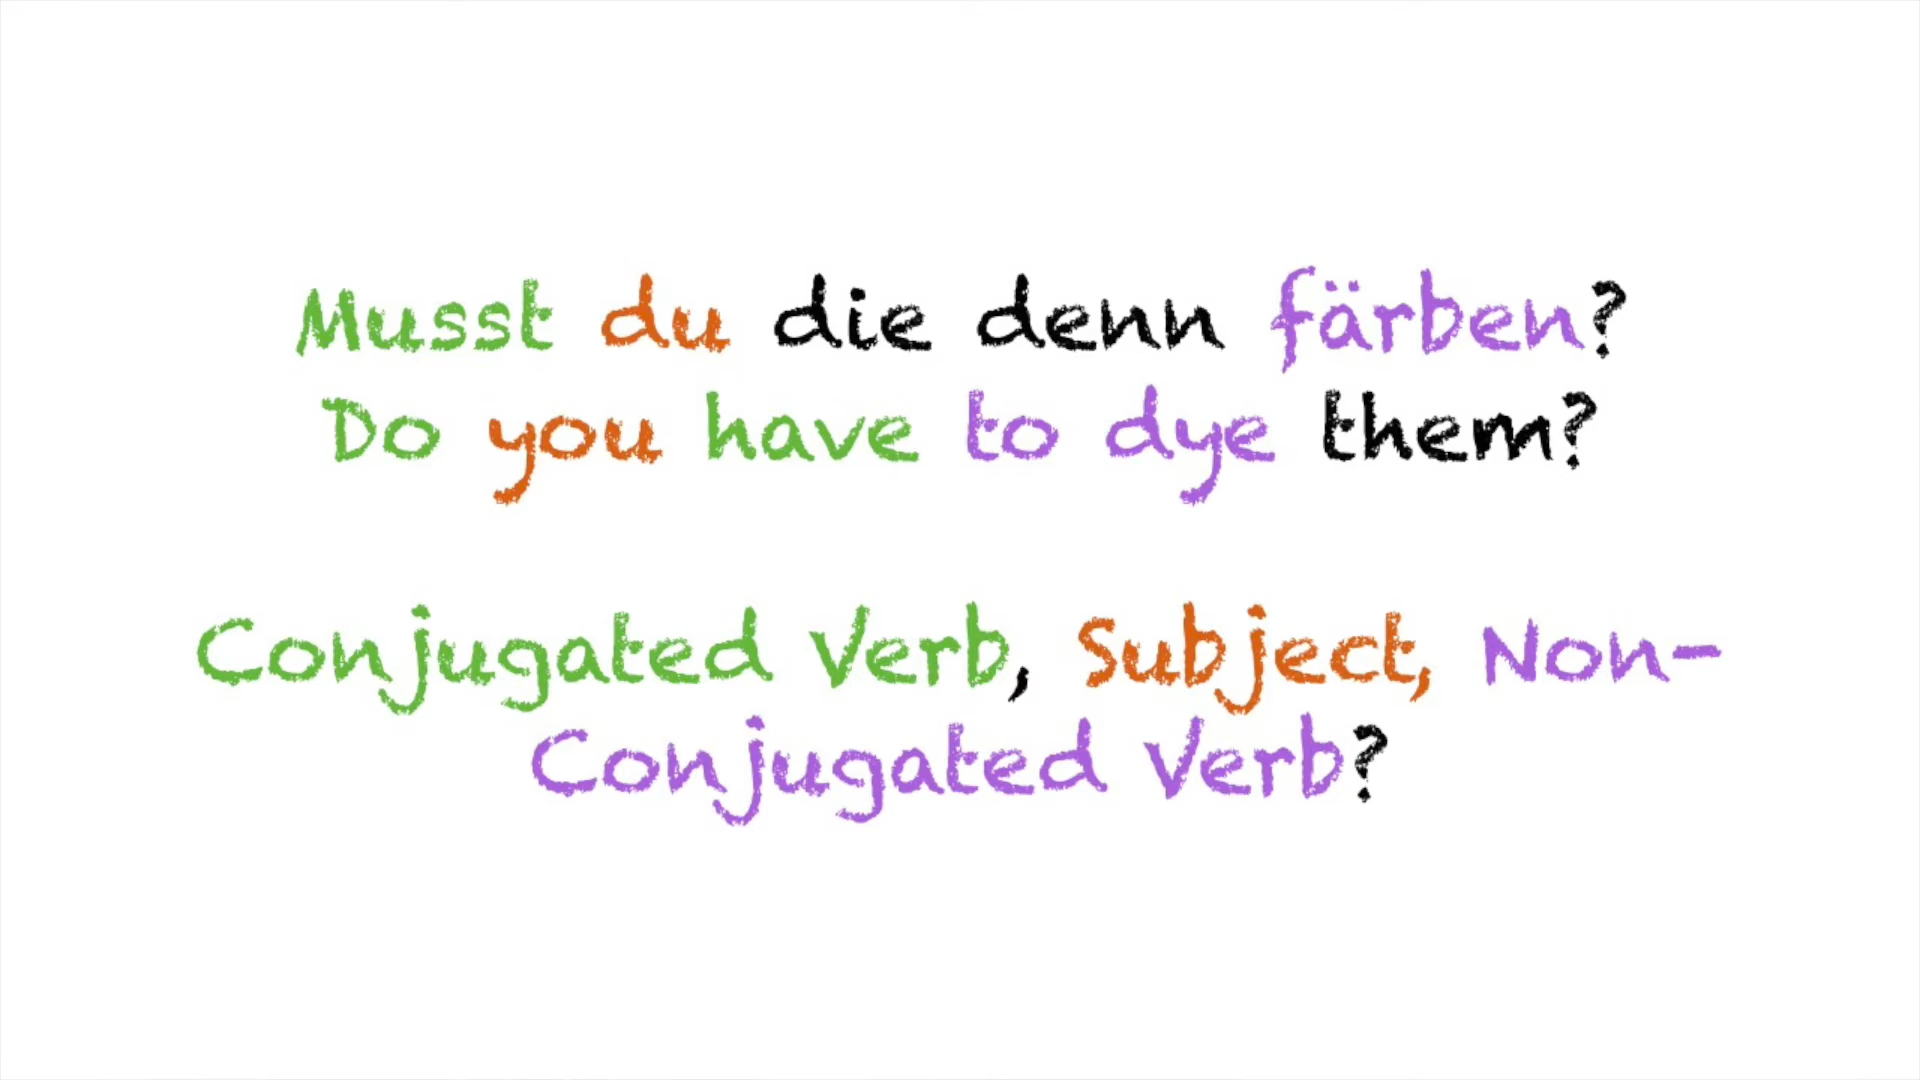 Musst du die denn färben?
Do you have to dye them?
Conjugated Verb, Subject, Non-
Conjugated Verb?